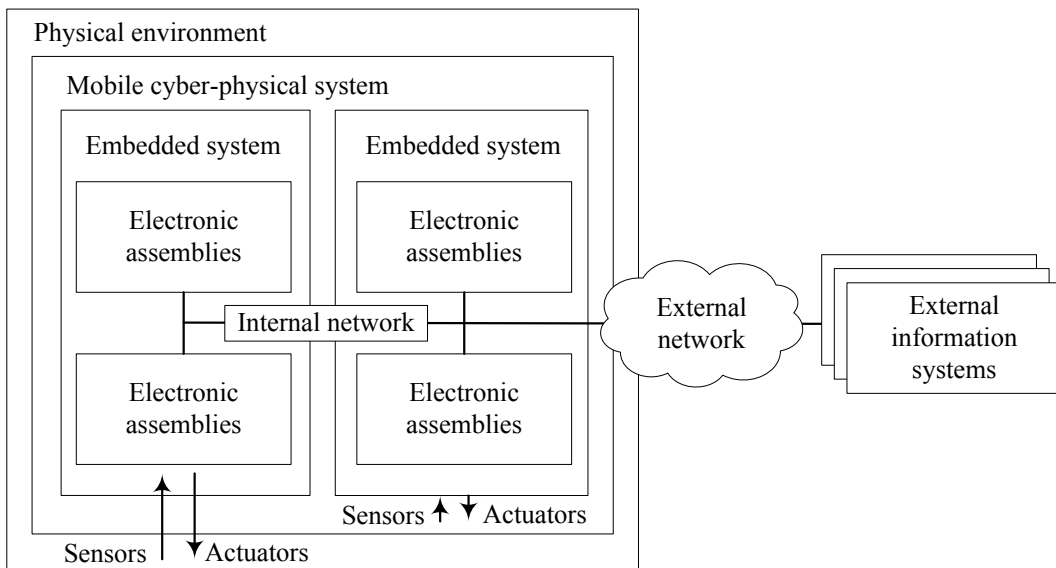 Physical environment
Mobile cyber-physical system
Embedded system
Electronic
assemblies
Electronic
assemblies
Embedded system
Electronic
assemblies
Electronic
assemblies
Internal network
Sensors
Actuators
Sensors
Actuators
External
network
External
information
systems